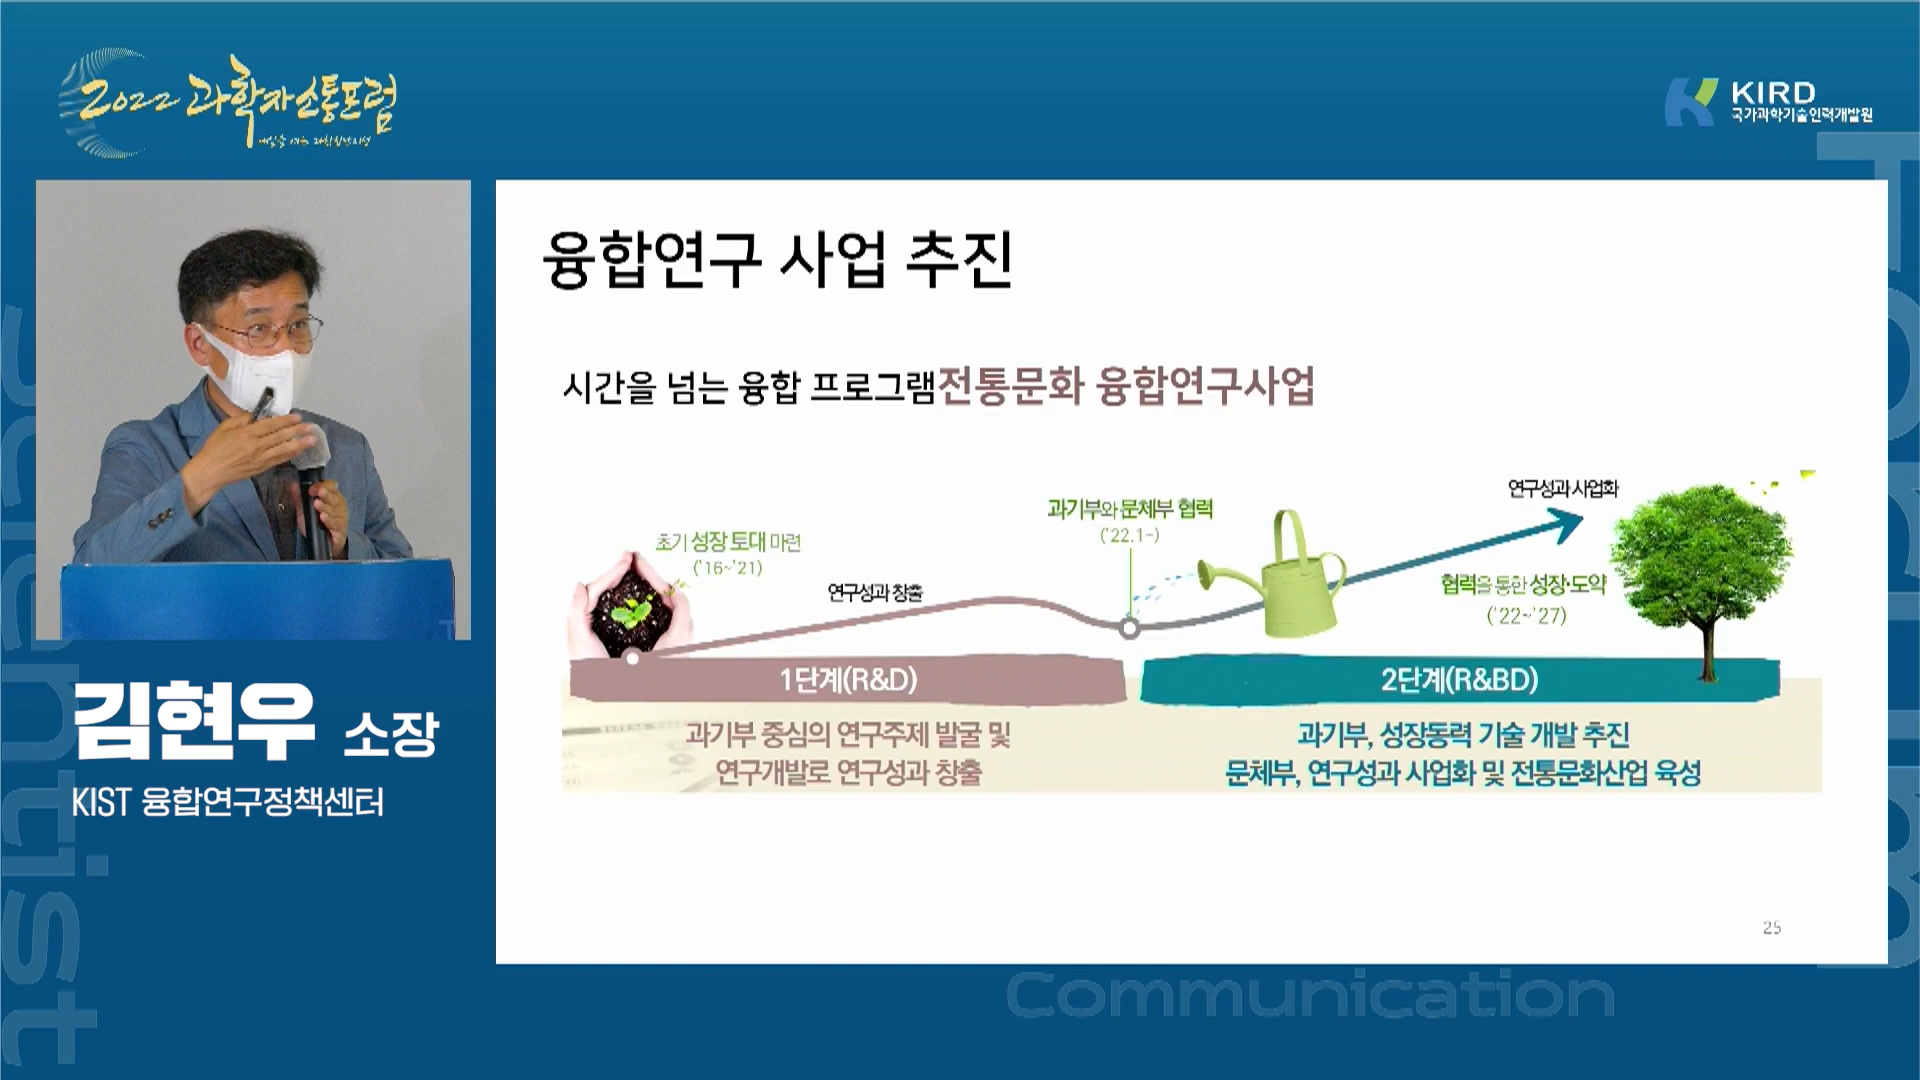 2022 과학자소통포럼
KIRD
국가과학기술인력개발원
융합연구 사업 추진
시간을 넘는 융합 프로그램전통문화 융합연구사업
초기 성장 토대 마련
('16~'21)
연구성과 창출
과기부와 문체부 협력
('22.1~)
연구성과 사업화
협력을 통한 성장·도약
('22~'27)
1단계(R&D)
2단계(R&BD)
과기부 중심의 연구주제 발굴 및
연구개발로 연구성과 창출
과기부, 성장동력 기술 개발 추진
문체부, 연구성과 사업화 및 전통문화산업 육성
25
김현우 소장
KIST 융합연구정책센터
Scientist
Communication
Forum